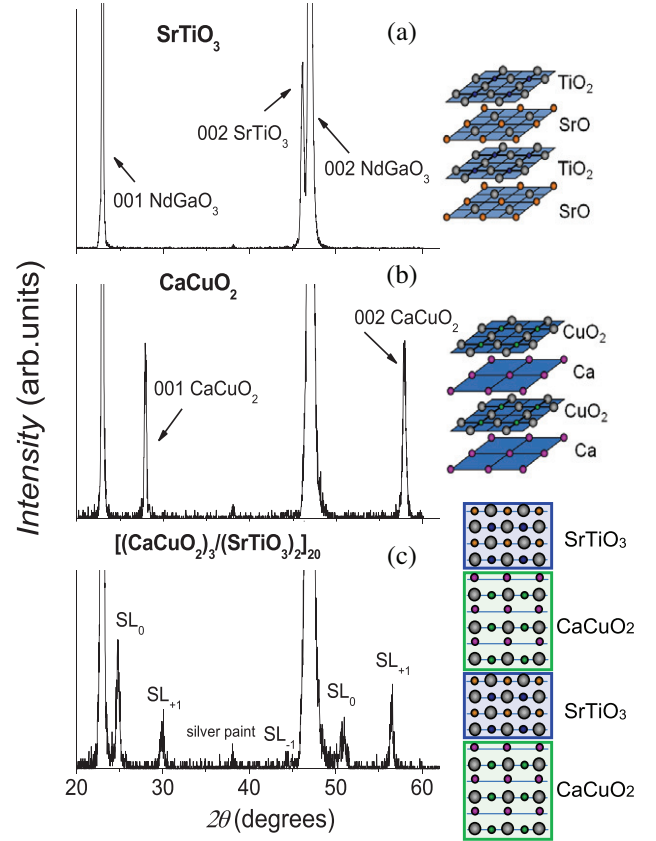 SrTiO3
(a)
002 SrTiO3
001 NdGaO3
002 NdGaO3
TiO2
SrO
TiO2
SrO
(b)
CaCuO2
002 CaCuO2
001 CaCuO2
CuO2
Ca
CuO2
Ca
Intensity (arb.units)
[(CaCuO2)3/(SrTiO3)2]20
(c)
SL0
SL+1
silver paint
SL-1
SL0
SL+1
SrTiO3
CaCuO2
SrTiO3
CaCuO2
20 30 40 50 60
2θ (degrees)